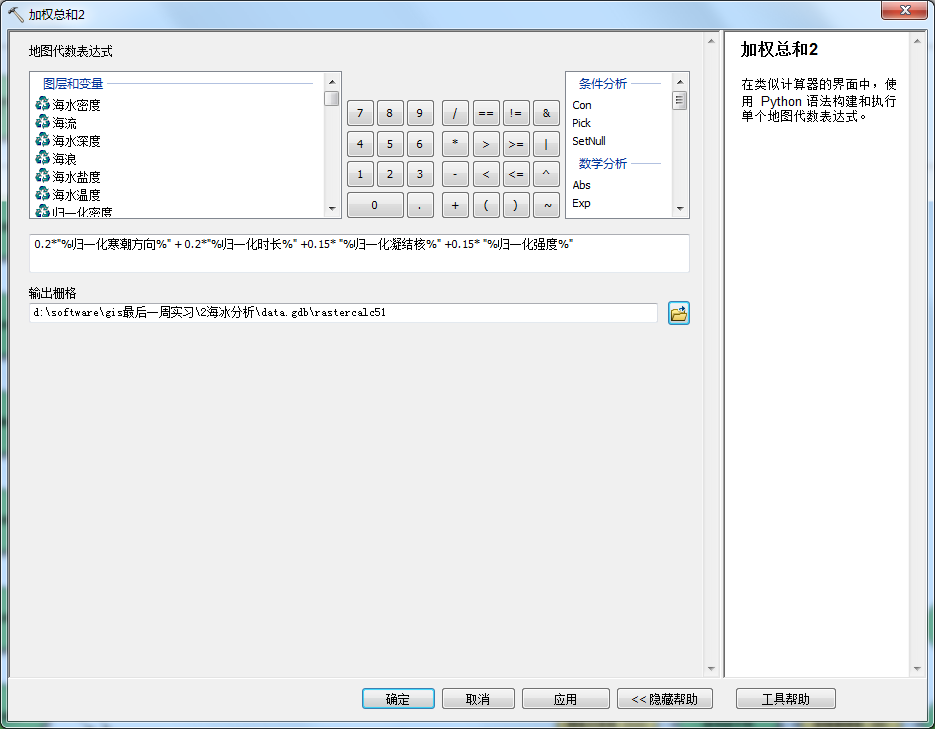 加权总和2
地图代数表达式
图层和变量
海水密度
海流
海水深度
海浪
海水盐度
海水温度
归一化密度
7 8 9 / == != &
4 5 6 * > >= |
1 2 3 - < <= ^
0 . + ( ) ~
条件分析
Con
Pick
SetNull
数学分析
Abs
Exp
0.2*"%归一化寒潮方向%" + 0.2*"%归一化时长%" +0.15* "%归一化凝结核%" +0.15* "%归一化强度%"
输出栅格
d:\software\gis最后一周实习\2海冰分析\data.gdb\rastercalc51
确定
取消
应用
<< 隐藏帮助
工具帮助
加权总和2
在类似计算器的界面中，使
用 Python 语法构建和执行
单个地图代数表达式。